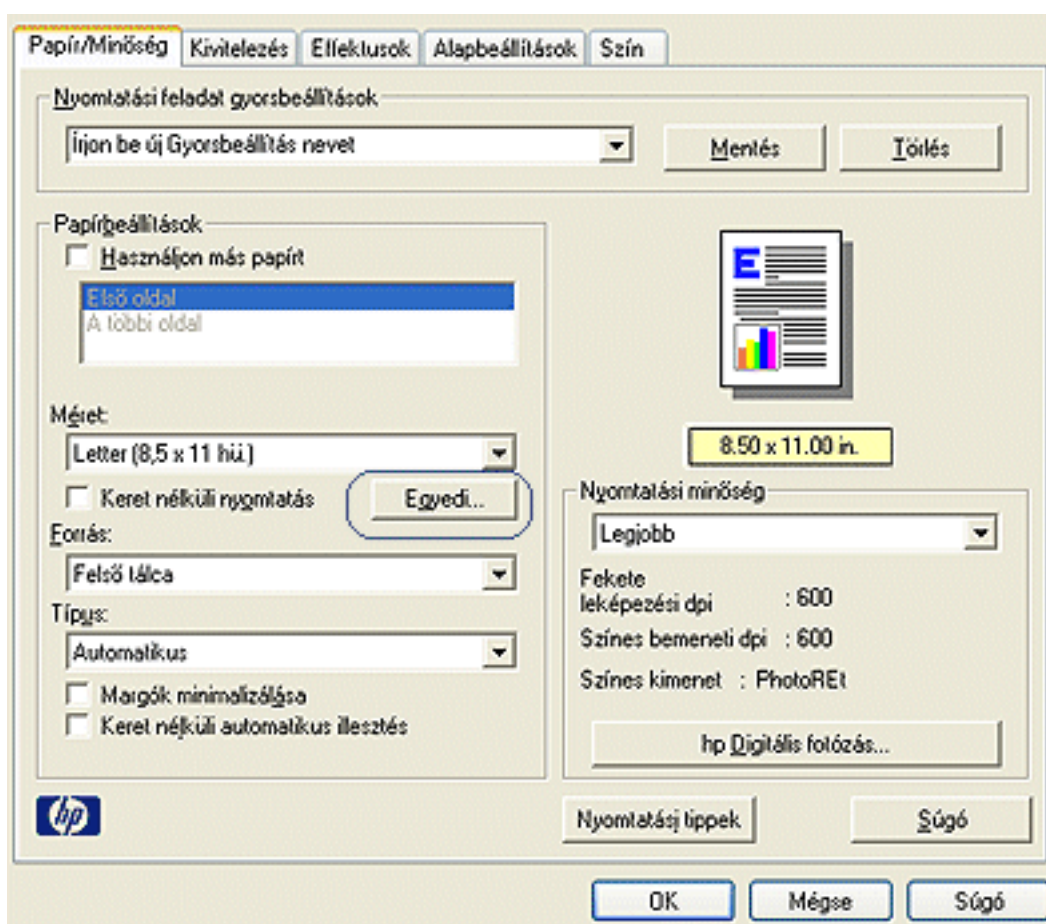 Papír/Minőség Kivitelezés Effektusok Alapbeállítások Szín
Nyomtatási feladat gyorsbeállítások
Írjon be új Gyorsbeállítás nevet Mentés Törlés
Papírbeállítások
Használjon más papírt
Első oldal
A többi oldal
E
Méret:
Letter (8,5 x 11 hü.)
8.50 x 11.00 in.
Keret nélküli nyomtatás Egyedi...
Forrás:
Felső tálca
Típus:
Automatikus
Margók minimalizálása
Keret nélküli automatikus illesztés
Nyomtatási minőség
Legjobb
Fekete
leképezési dpi : 600
Színes bemeneti dpi : 600
Színes kimenet : PhotoREt
hp Digitális fotózás...
hp
Nyomtatási tippek Súgó
OK Mégse Súgó